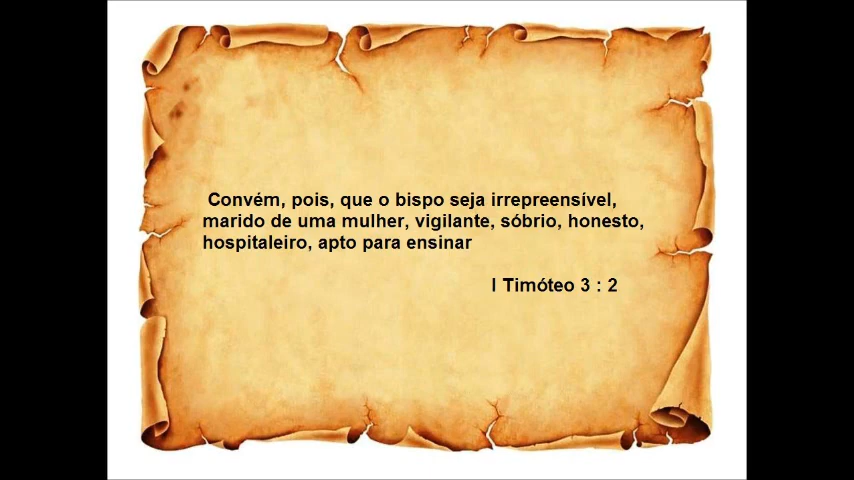 Convém, pois, que o bispo seja irrepreensível,
marido de uma mulher, vigilante, sóbrio, honesto,
hospitaleiro, apto para ensinar
I Timóteo 3 : 2